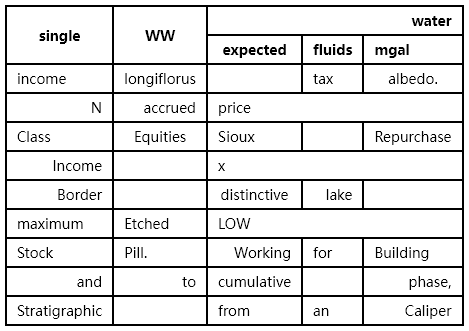 single WW water
expected fluids mgal
income longiflorus tax albedo.
N accrued price
Class Equities Sioux Repurchase
Income x
Border distinctive lake
maximum Etched LOW
Stock Pill. Working for Building
and to cumulative phase,
Stratigraphic from an Caliper